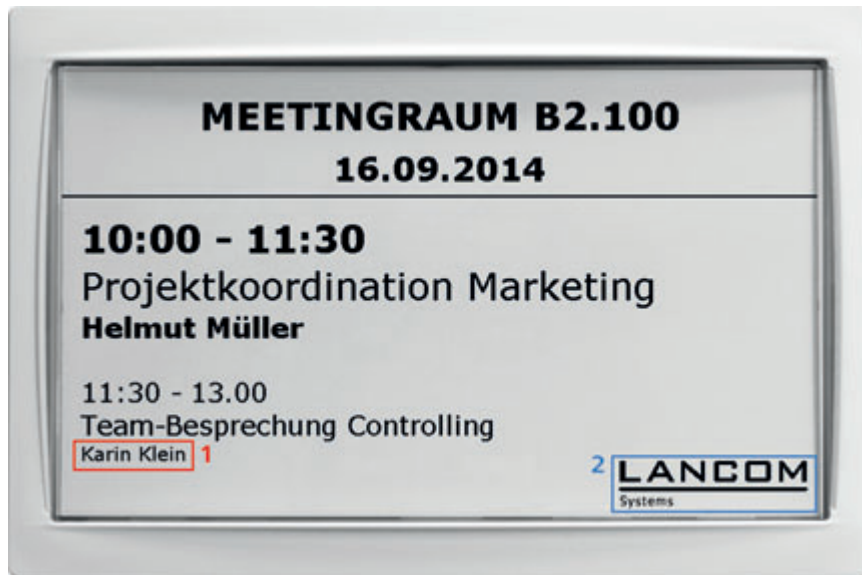 MEETINGRAUM B2.100
16.09.2014
10:00 - 11:30
Projektkoordination Marketing
Helmut Müller
11:30 - 13.00
Team-Besprechung Controlling
Karin Klein 1
2 LANCOM
Systems